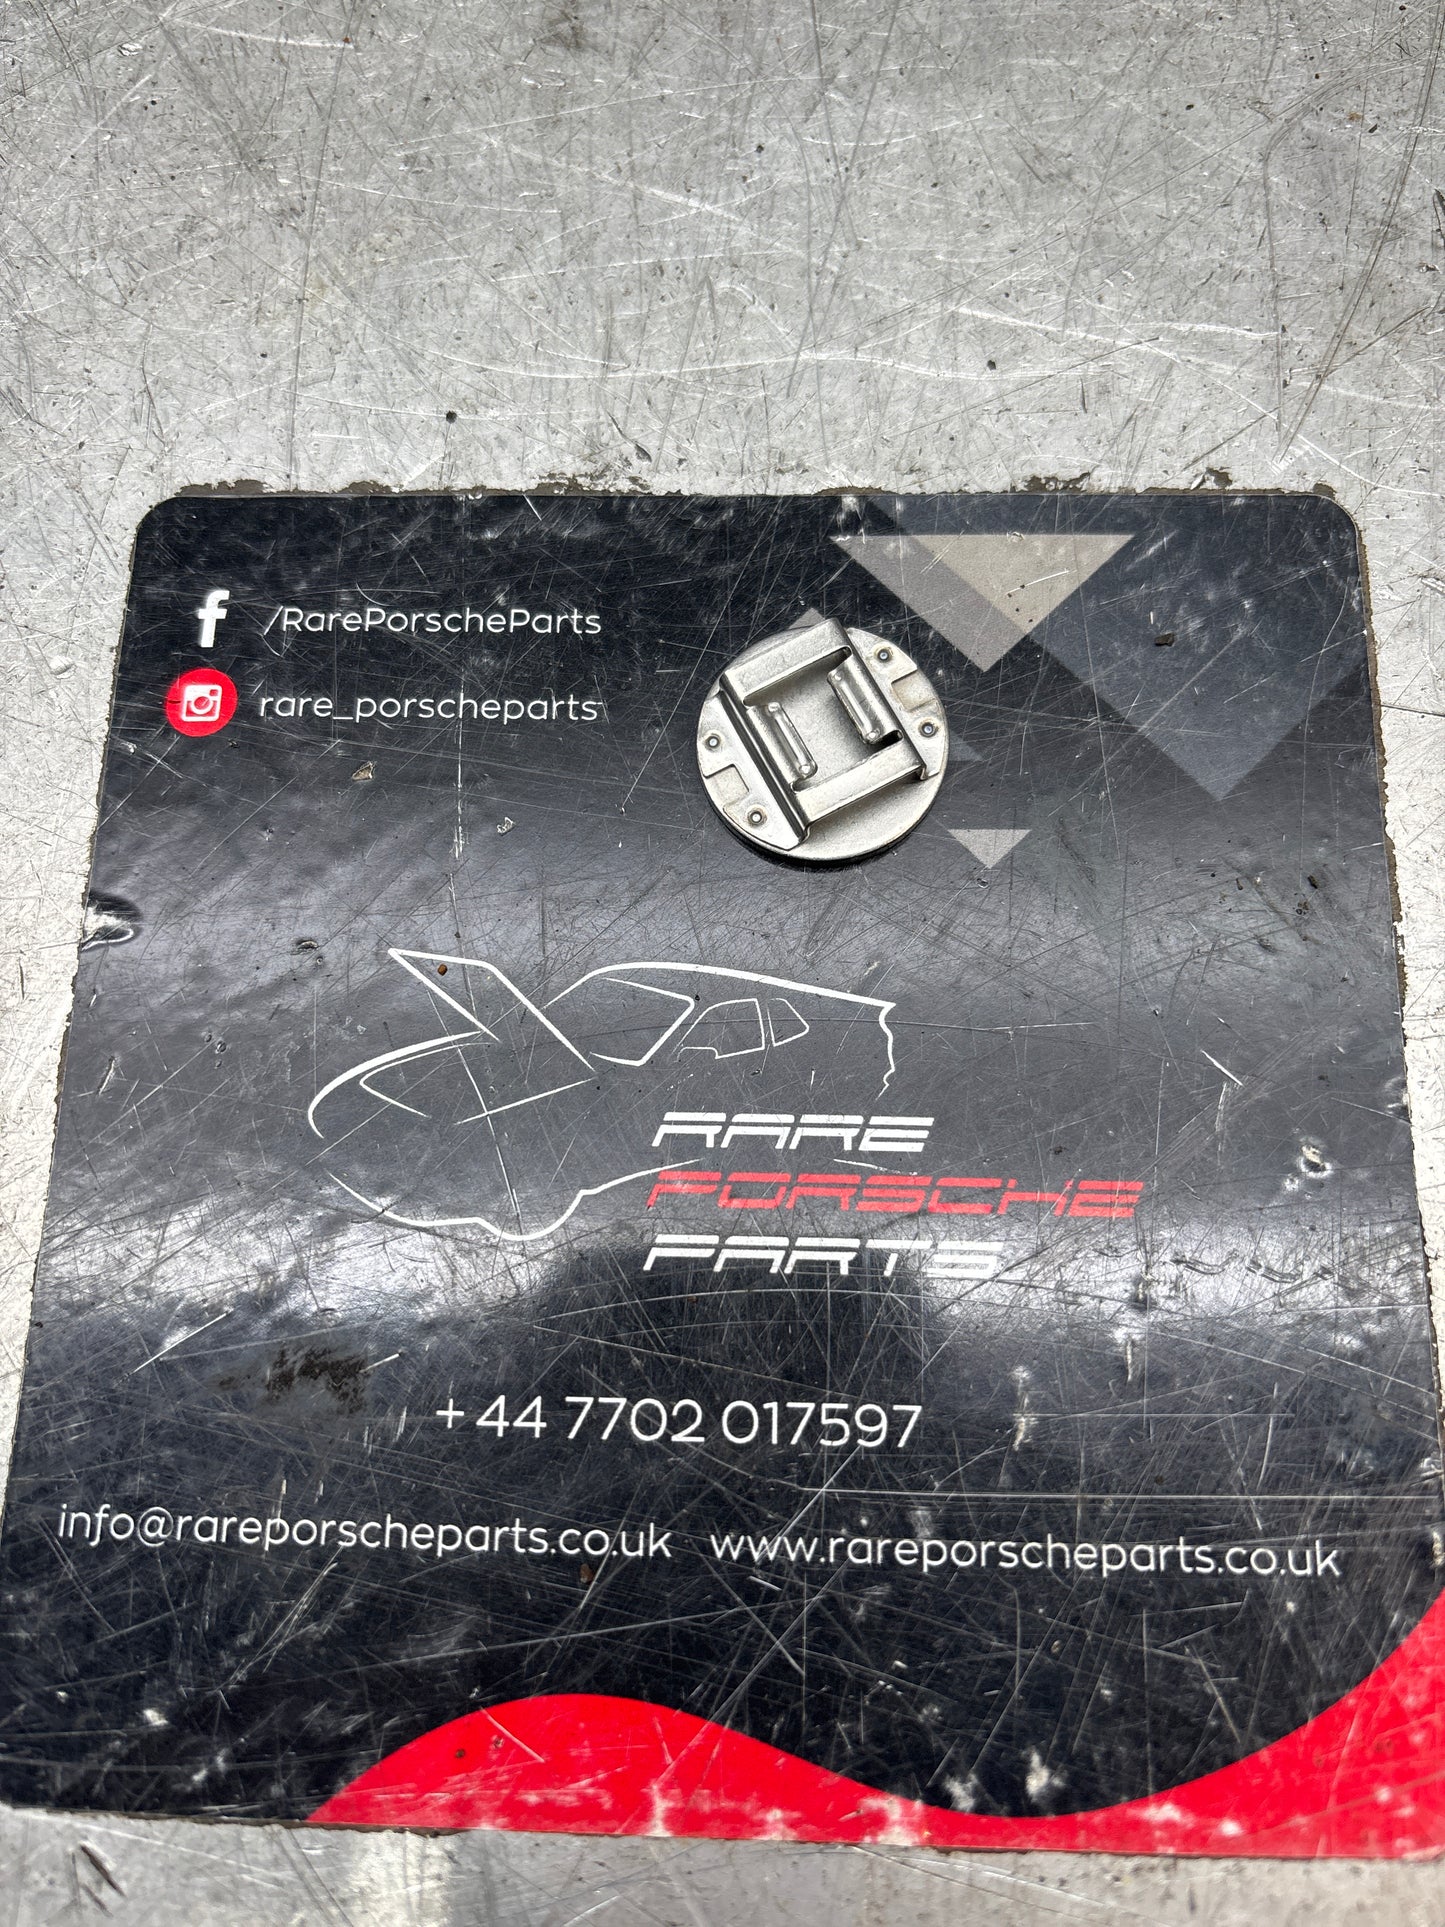 f /RarePorscheParts
rare_porscheparts
RARE
PORSCHE
PARTS
+44 7702 017597
info@rareporscheparts.co.uk www.rareporscheparts.co.uk